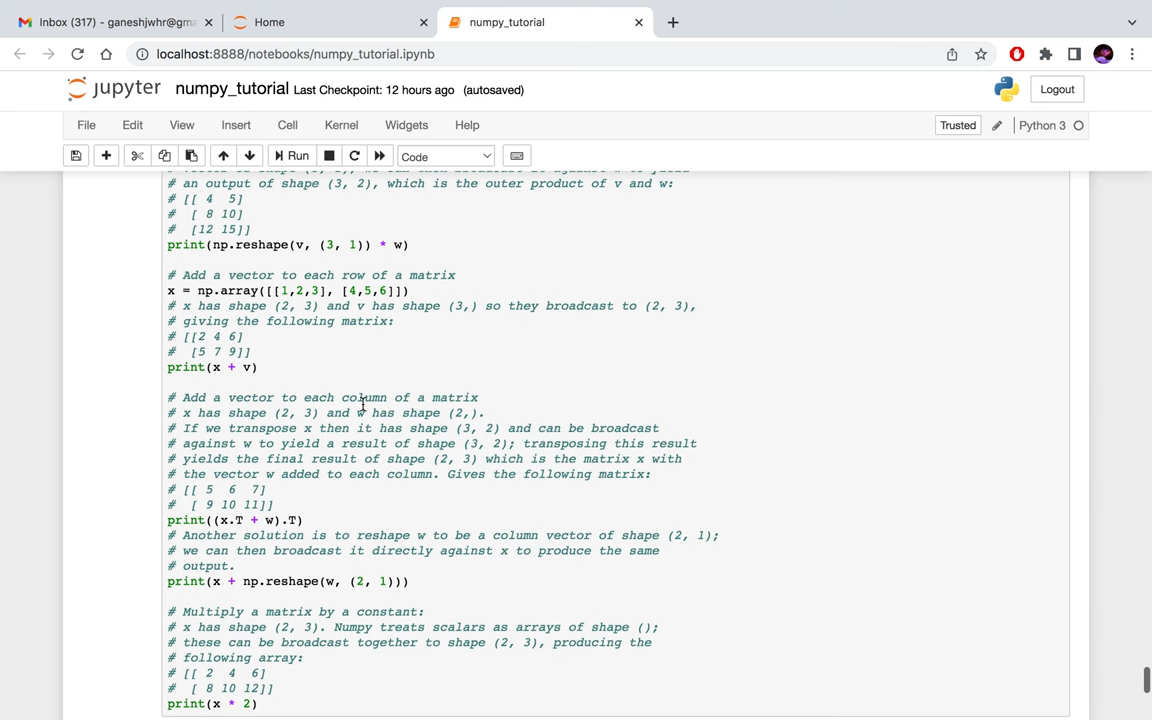 Inbox (317) - ganeshjwhr@gma
Home
numpy_tutorial
localhost:8888/notebooks/numpy_tutorial.ipynb
jupyter numpy_tutorial Last Checkpoint: 12 hours ago (autosaved)
Logout
File Edit View Insert Cell Kernel Widgets Help
Trusted
Python 3
Run
Code
# an output of shape (3, 2), which is the outer product of v and w:
# [[ 4  5]
#  [ 8 10]
#  [12 15]]
print(np.reshape(v, (3, 1)) * w)
# Add a vector to each row of a matrix
x = np.array([[1,2,3], [4,5,6]])
# x has shape (2, 3) and v has shape (3,) so they broadcast to (2, 3),
# giving the following matrix:
# [[2 4 6]
#  [5 7 9]]
print(x + v)
# Add a vector to each column of a matrix
# x has shape (2, 3) and w has shape (2,).
# If we transpose x then it has shape (3, 2) and can be broadcast
# against w to yield a result of shape (3, 2); transposing this result
# yields the final result of shape (2, 3) which is the matrix x with
# the vector w added to each column. Gives the following matrix:
# [[ 5  6  7]
#  [ 9 10 11]]
print((x.T + w).T)
# Another solution is to reshape w to be a column vector of shape (2, 1);
# we can then broadcast it directly against x to produce the same
# output.
print(x + np.reshape(w, (2, 1)))
# Multiply a matrix by a constant:
# x has shape (2, 3). Numpy treats scalars as arrays of shape ();
# these can be broadcast together to shape (2, 3), producing the
# following array:
# [[ 2  4  6]
#  [ 8 10 12]]
print(x * 2)